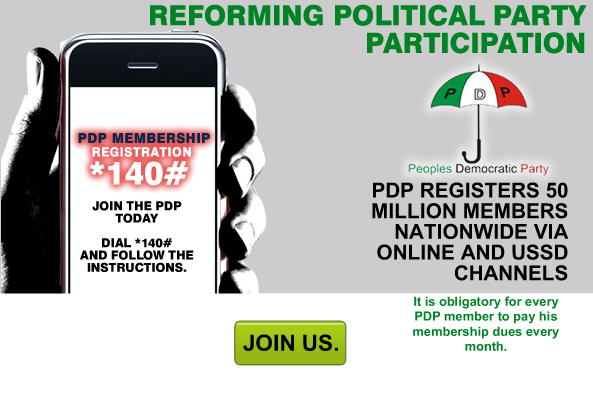 REFORMING POLITICAL PARTY
PARTICIPATION
PDP MEMBERSHIP
REGISTRATION
*140#
JOIN THE PDP
TODAY
DIAL *140#
AND FOLLOW THE
INSTRUCTIONS.
P D P
Peoples Democratic Party
PDP REGISTERS 50
MILLION MEMBERS
NATIONWIDE VIA
ONLINE AND USSD
CHANNELS
It is obligatory for every
PDP member to pay his
membership dues every
month.
JOIN US.